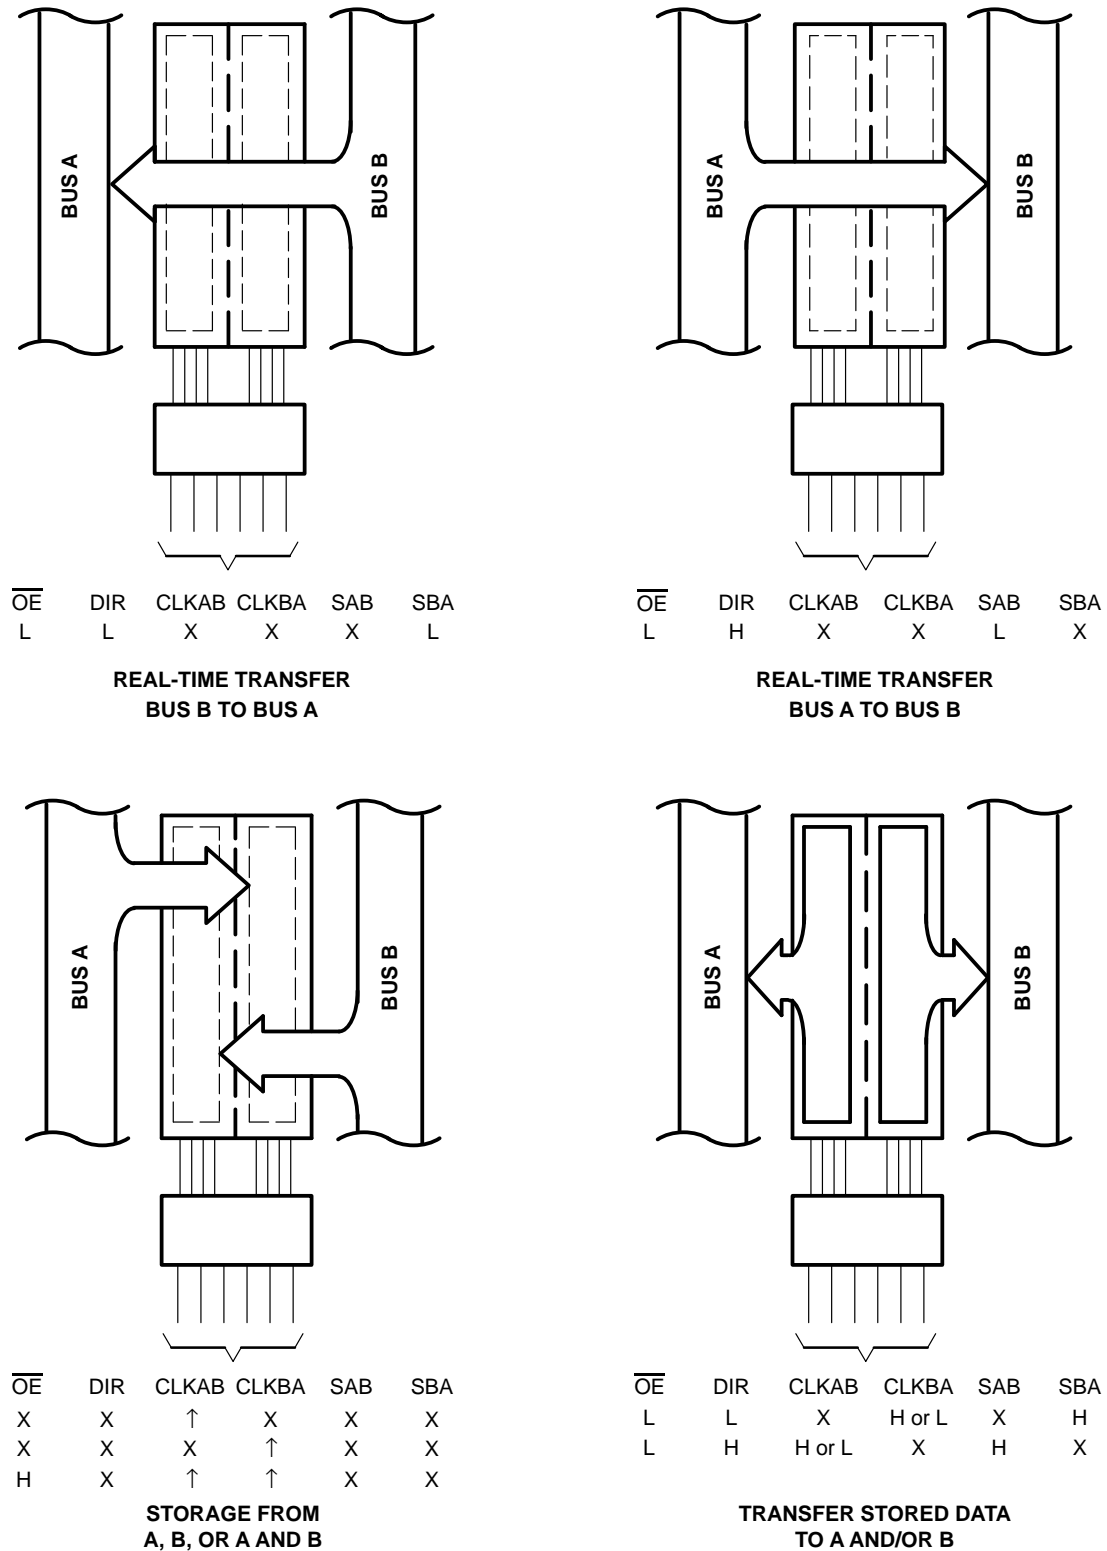 BUS A
BUS B
BUS A
BUS B
OE DIR CLKAB CLKBA SAB SBA
L L X X X L
REAL-TIME TRANSFER
BUS B TO BUS A
OE DIR CLKAB CLKBA SAB SBA
L H X X L X
REAL-TIME TRANSFER
BUS A TO BUS B
BUS A
BUS B
BUS A
BUS B
OE DIR CLKAB CLKBA SAB SBA
X X ↑ X X X
X X X ↑ X X
H X ↑ ↑ X X
STORAGE FROM
A, B, OR A AND B
OE DIR CLKAB CLKBA SAB SBA
L L X H or L X H
L H H or L X H X
TRANSFER STORED DATA
TO A AND/OR B